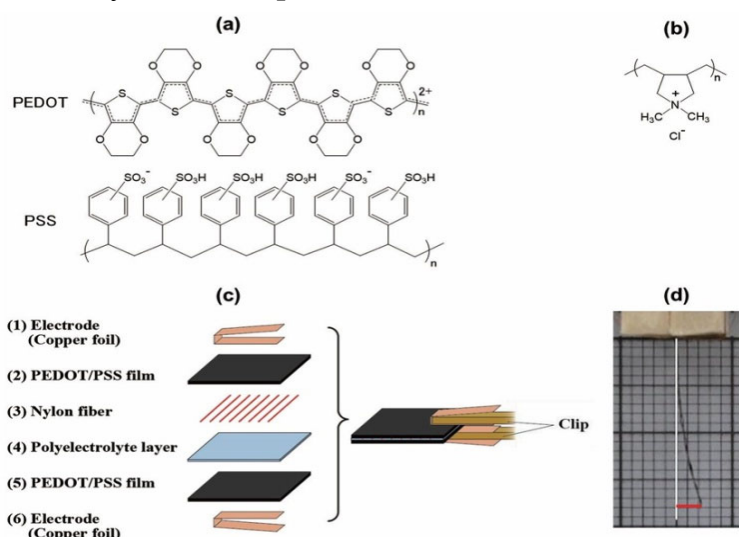 (a)
PEDOT
S S S S S S
O O O O O O
O O O O O O
n
2+
PSS
SO3- SO3H SO3H SO3H SO3- SO3H
n
(b)
n
+
N
H3C CH3
Cl-
(c)
(1) Electrode
(Copper foil)
(2) PEDOT/PSS film
(3) Nylon fiber
(4) Polyelectrolyte layer
(5) PEDOT/PSS film
(6) Electrode
(Copper foil)
Clip
(d)